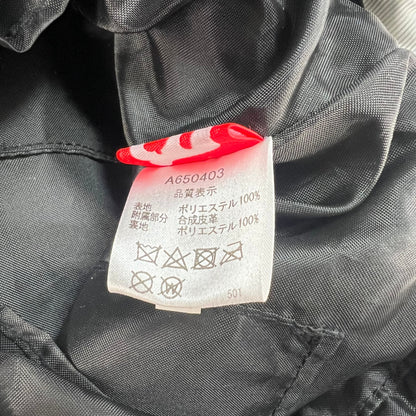 A650403
品質表示
表地 ポリエステル100%
附属部分 合成皮革
裏地 ポリエステル100%
W
501